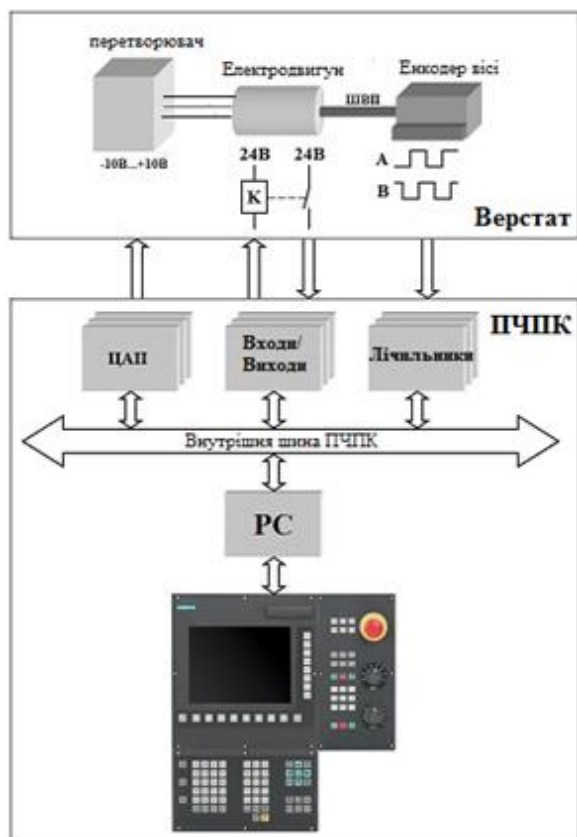 перетворювач
Електродвигун
Енкодер вісі
ШВП
-10В...+10В
24В
24В
К
А
В
Верстат
ПЧПК
ЦАП
Входи/
Виходи
Лічильники
Внутрішня шина ПЧПК
PC